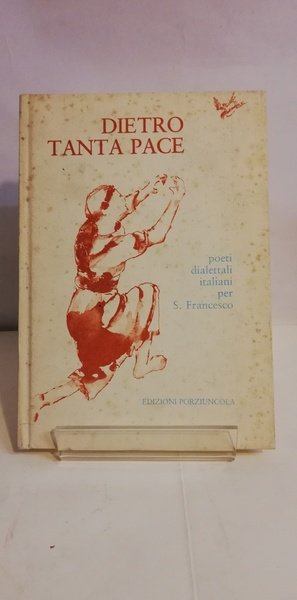 DIETRO
TANTA PACE
poeti
dialettali
italiani
per
S. Francesco
EDIZIONI PORZIUNCOLA